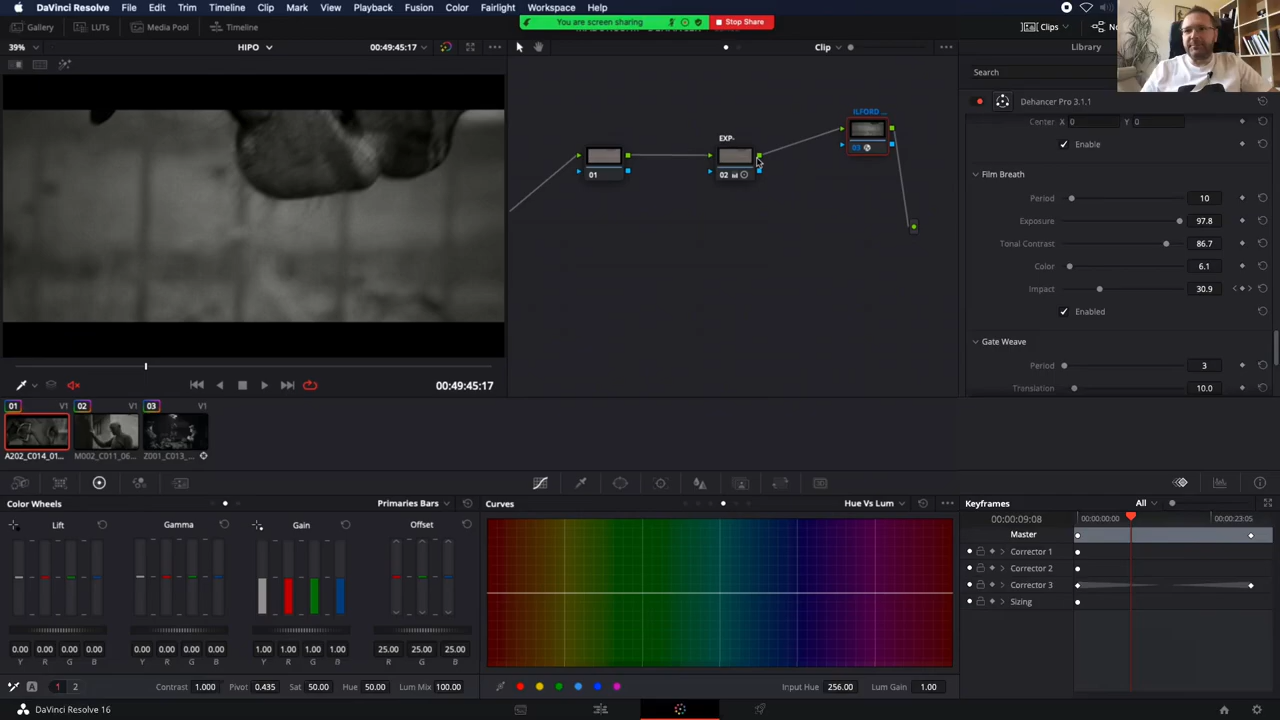 DaVinci Resolve File Edit Trim Timeline Clip Mark View Playback Fusion Color Fairlight Workspace Help
You are screen sharing Stop Share
Gallery LUTs Media Pool Timeline Clips
39% HIPO 00:49:45:17 Clip Library
Search
Dehancer Pro 3.1.1
Center X 0 Y 0
Enable
Film Breath
Period 10
Exposure 97.8
Tonal Contrast 86.7
Color 6.1
Impact 30.9
Enabled
Gate Weave
Period 3
Translation 10.0
01
EXP-
02
ILFORD ...
03
00:49:45:17
01 V1 02 V1 03 V1
A202_C014_01... M002_C011_06... Z001_C013_...
Color Wheels Primaries Bars
Lift Gamma Gain Offset
0.00 0.00 0.00 0.00 0.00 0.00 0.00 0.00 1.00 1.00 1.00 1.00 25.00 25.00 25.00
Y R G B Y R G B Y R G B R G B
A 1 2 Contrast 1.000 Pivot 0.435 Sat 50.00 Hue 50.00 Lum Mix 100.00
Curves Hue Vs Lum
Input Hue 256.00 Lum Gain 1.00
Keyframes All
00:00:09:08 00:00:00:00 00:00:23:05
Master
Corrector 1
Corrector 2
Corrector 3
Sizing
DaVinci Resolve 16